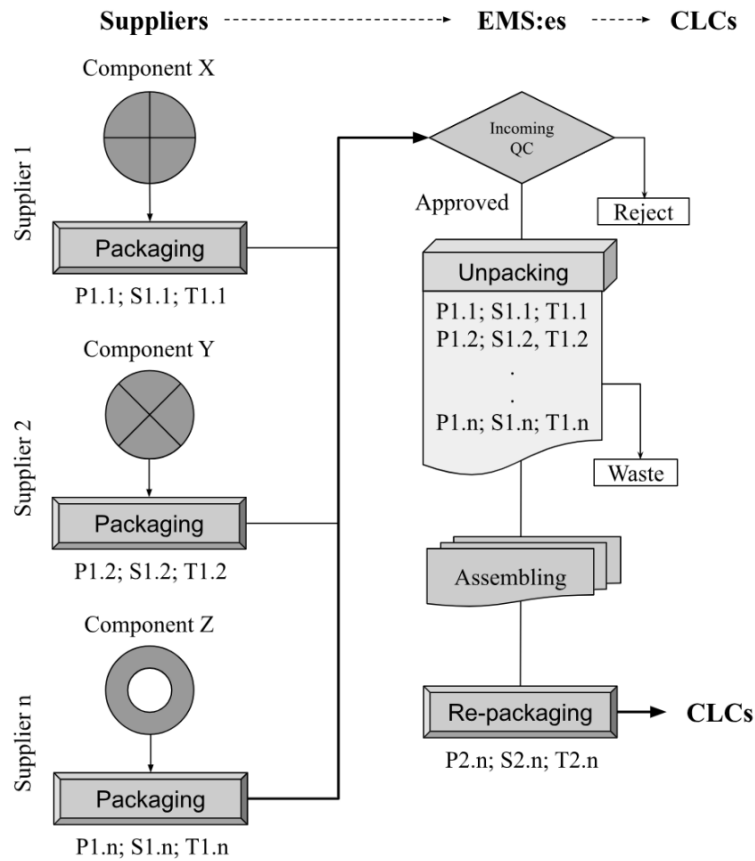 Suppliers
EMS:es
CLCs
Supplier 1
Component X
Packaging
P1.1; S1.1; T1.1
Supplier 2
Component Y
Packaging
P1.2; S1.2; T1.2
Supplier n
Component Z
Packaging
P1.n; S1.n; T1.n
Incoming
QC
Approved
Reject
Unpacking
P1.1; S1.1; T1.1
P1.2; S1.2, T1.2
.
.
P1.n; S1.n; T1.n
Waste
Assembling
Re-packaging
CLCs
P2.n; S2.n; T2.n